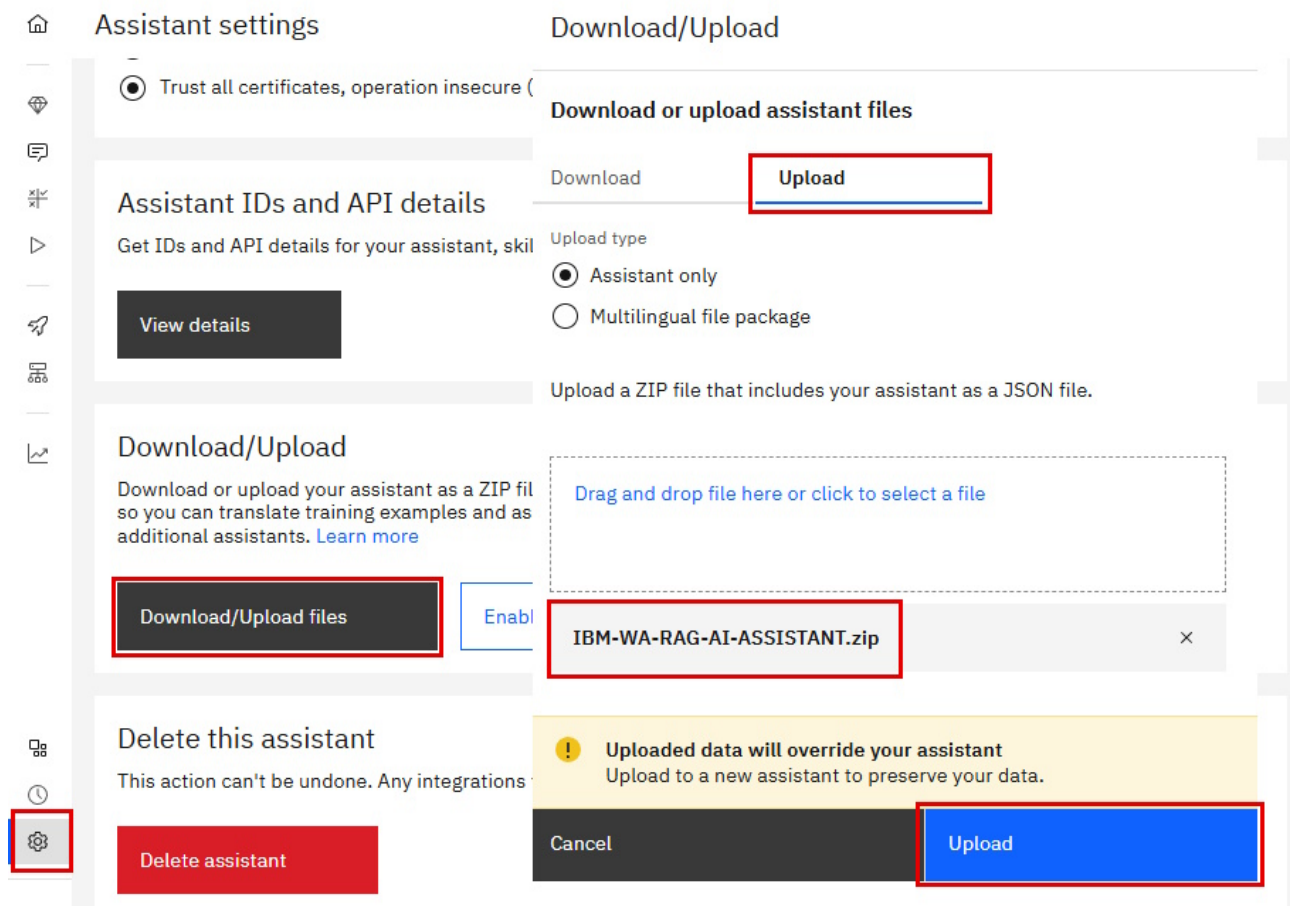 Assistant settings
Trust all certificates, operation insecure (
Assistant IDs and API details
Get IDs and API details for your assistant, skil
View details
Download/Upload
Download or upload your assistant as a ZIP fil
so you can translate training examples and as
additional assistants. Learn more
Download/Upload files
Enabl
Delete this assistant
This action can't be undone. Any integrations
Delete assistant
Download/Upload
Download or upload assistant files
Download
Upload
Upload type
Assistant only
Multilingual file package
Upload a ZIP file that includes your assistant as a JSON file.
Drag and drop file here or click to select a file
IBM-WA-RAG-AI-ASSISTANT.zip
Uploaded data will override your assistant
Upload to a new assistant to preserve your data.
Cancel
Upload